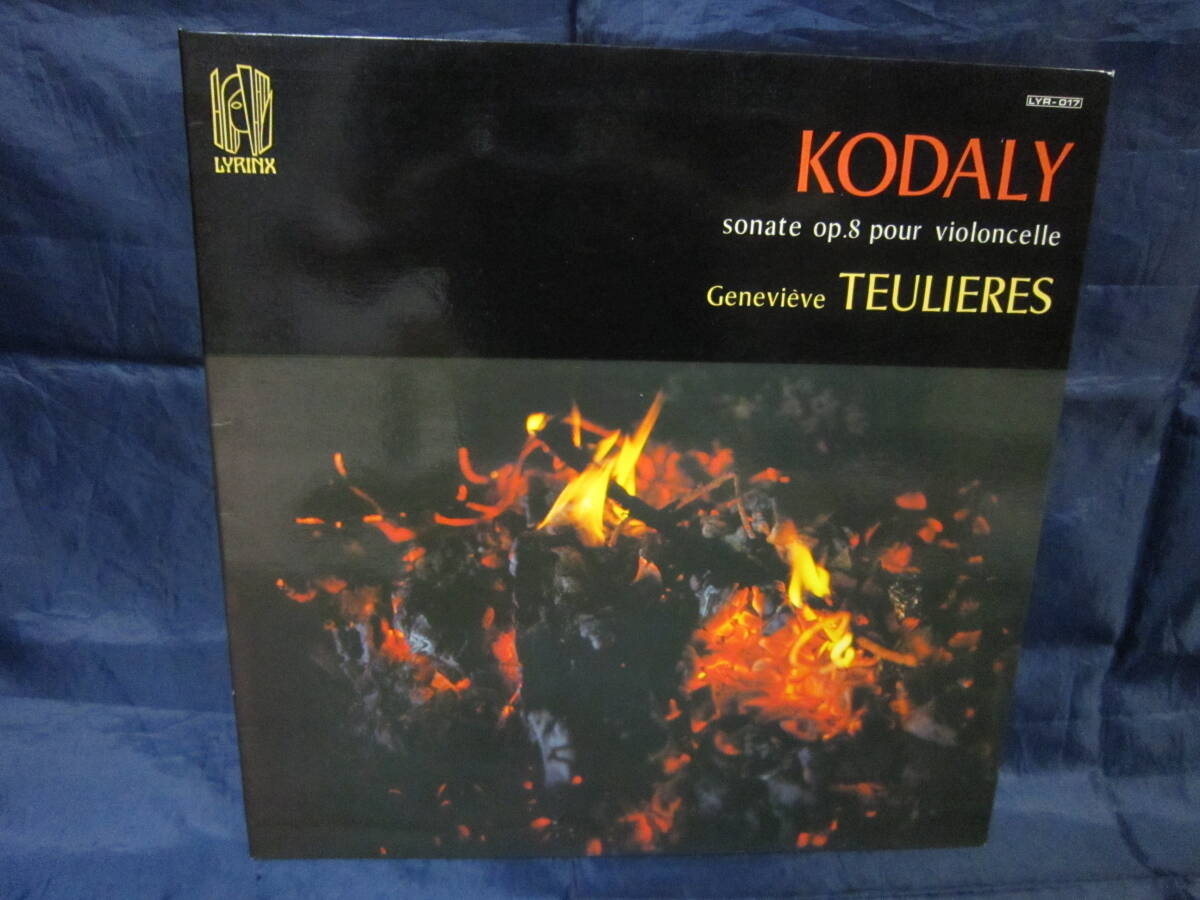 LYRINX
LYR-017
KODALY
sonate op.8 pour violoncelle
Geneviève TEULIERES